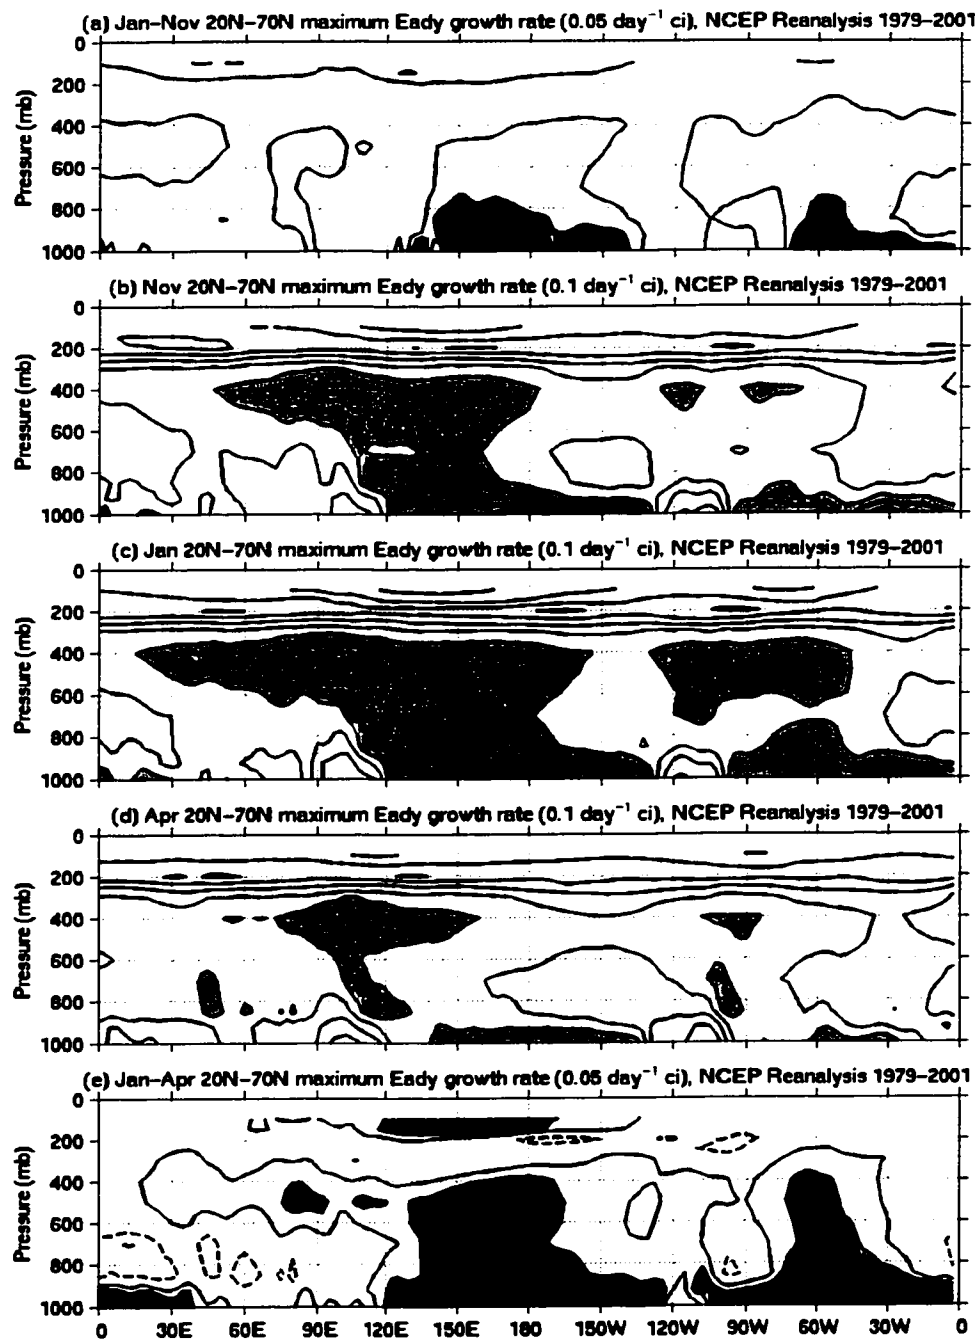 (a) Jan–Nov 20N–70N maximum Eady growth rate (0.05 day⁻¹ ci), NCEP Reanalysis 1979–2001
0
200
400
600
800
1000
Pressure (mb)
(b) Nov 20N–70N maximum Eady growth rate (0.1 day⁻¹ ci), NCEP Reanalysis 1979–2001
0
200
400
600
800
1000
Pressure (mb)
(c) Jan 20N–70N maximum Eady growth rate (0.1 day⁻¹ ci), NCEP Reanalysis 1979–2001
0
200
400
600
800
1000
Pressure (mb)
(d) Apr 20N–70N maximum Eady growth rate (0.1 day⁻¹ ci), NCEP Reanalysis 1979–2001
0
200
400
600
800
1000
Pressure (mb)
(e) Jan–Apr 20N–70N maximum Eady growth rate (0.05 day⁻¹ ci), NCEP Reanalysis 1979–2001
0
200
400
600
800
1000
Pressure (mb)
0 30E 60E 90E 120E 150E 180 150W 120W 90W 60W 30W 0